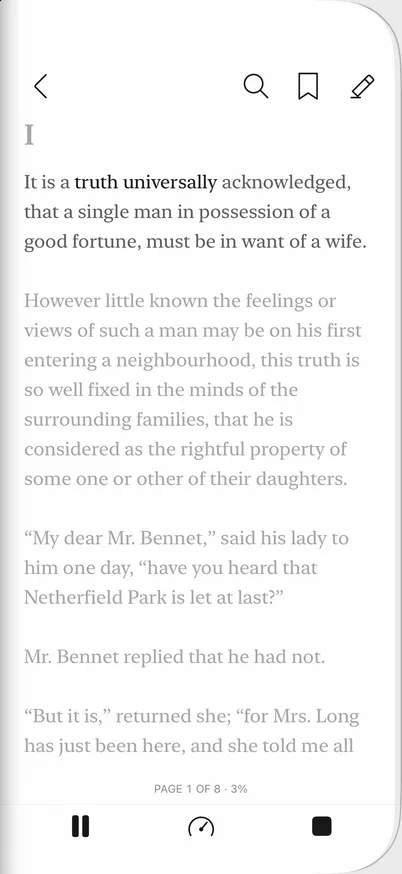 I
It is a truth universally acknowledged,
that a single man in possession of a
good fortune, must be in want of a wife.
However little known the feelings or
views of such a man may be on his first
entering a neighbourhood, this truth is
so well fixed in the minds of the
surrounding families, that he is
considered as the rightful property of
some one or other of their daughters.
“My dear Mr. Bennet,” said his lady to
him one day, “have you heard that
Netherfield Park is let at last?”
Mr. Bennet replied that he had not.
“But it is,” returned she; “for Mrs. Long
has just been here, and she told me all
PAGE 1 OF 8 · 3%